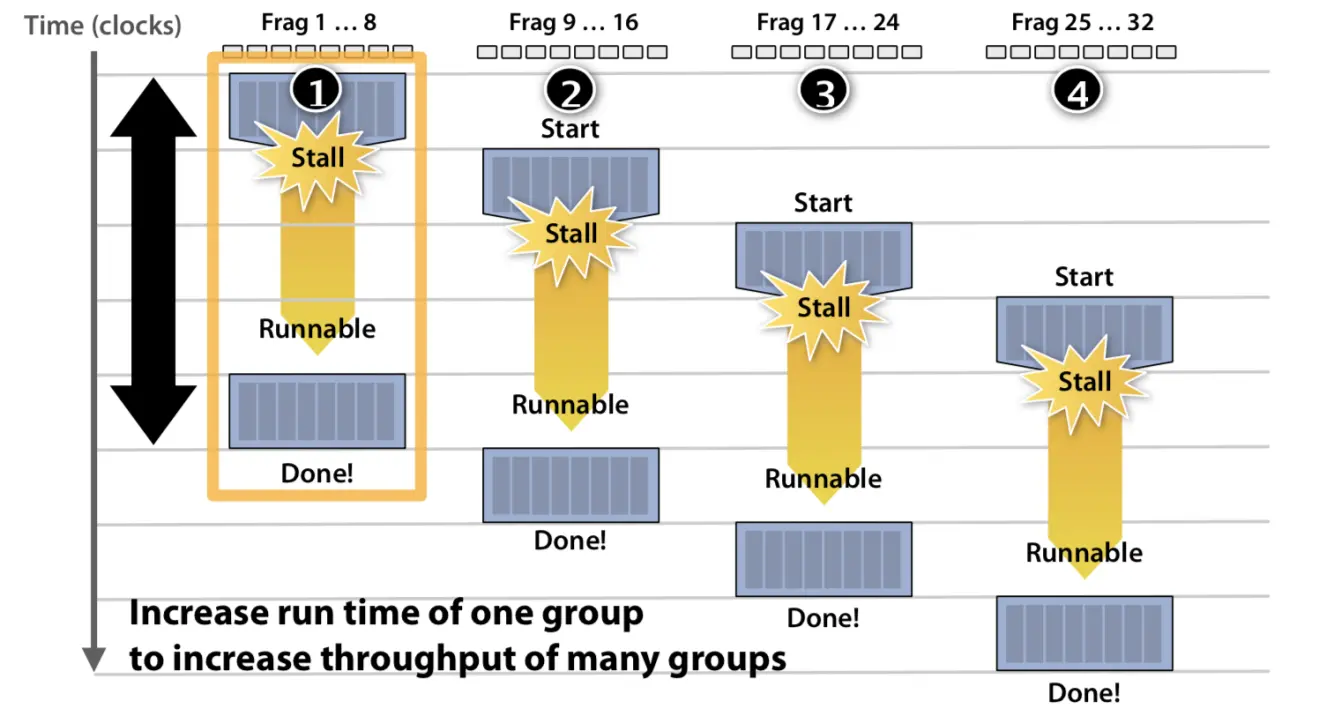 Time (clocks)
Frag 1 … 8
Frag 9 … 16
Frag 17 … 24
Frag 25 … 32
1
2
3
4
Start
Stall
Start
Stall
Start
Stall
Runnable
Stall
Runnable
Done!
Runnable
Done!
Runnable
Increase run time of one group
Done!
to increase throughput of many groups
Done!